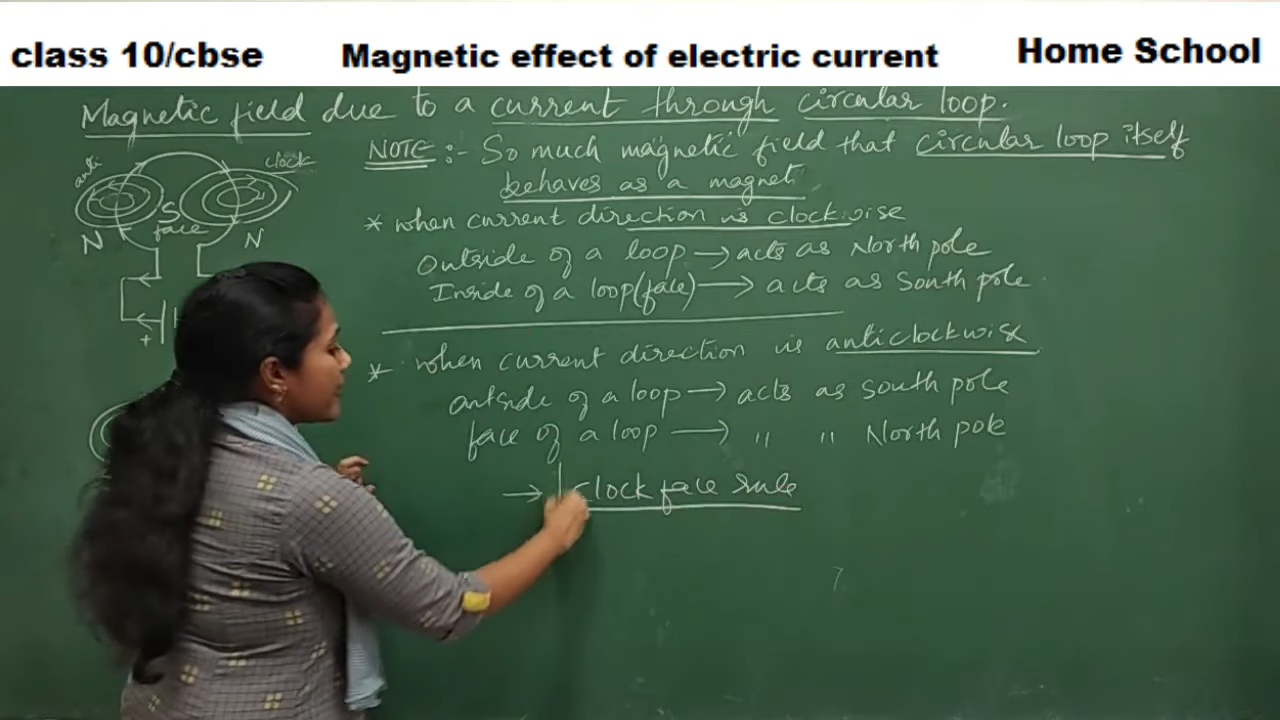 class 10/cbse
Magnetic effect of electric current
Home School
Magnetic field due to a current through circular loop.
NOTE :- So much magnetic field that circular loop itself
behaves as a magnet
anti
clock
S
face
N
N
+
* when current direction is clockwise
Outside of a loop → acts as North pole
Inside of a loop(face) → acts as South pole.
* when current direction is anticlockwise
outside of a loop → acts as South pole
face of a loop → " " North pole
→ clock face rule